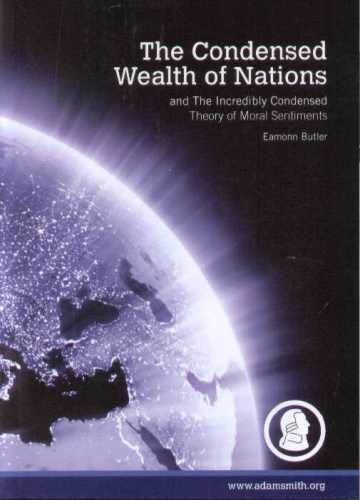 The Condensed
Wealth of Nations
and The Incredibly Condensed
Theory of Moral Sentiments
Eamonn Butler
www.adamsmith.org